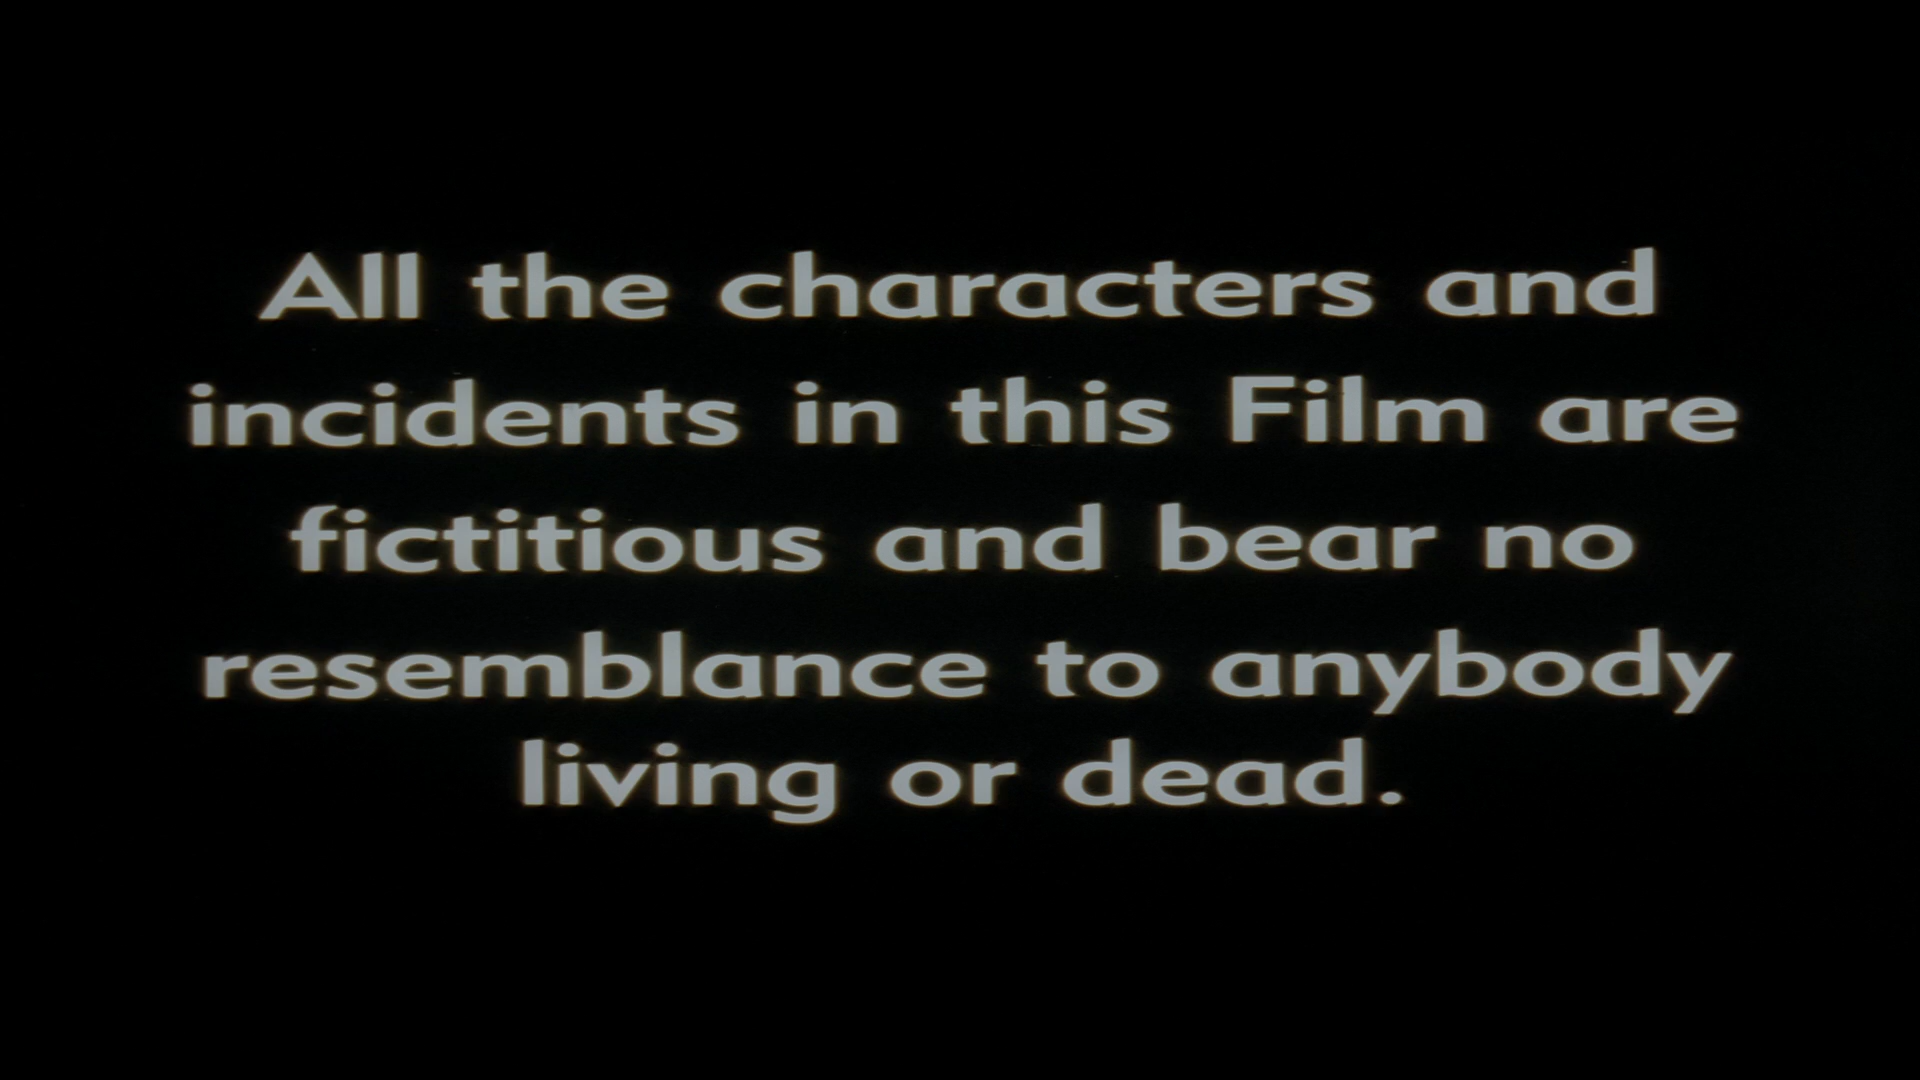 All the characters and
incidents in this Film are
fictitious and bear no
resemblance to anybody
living or dead.